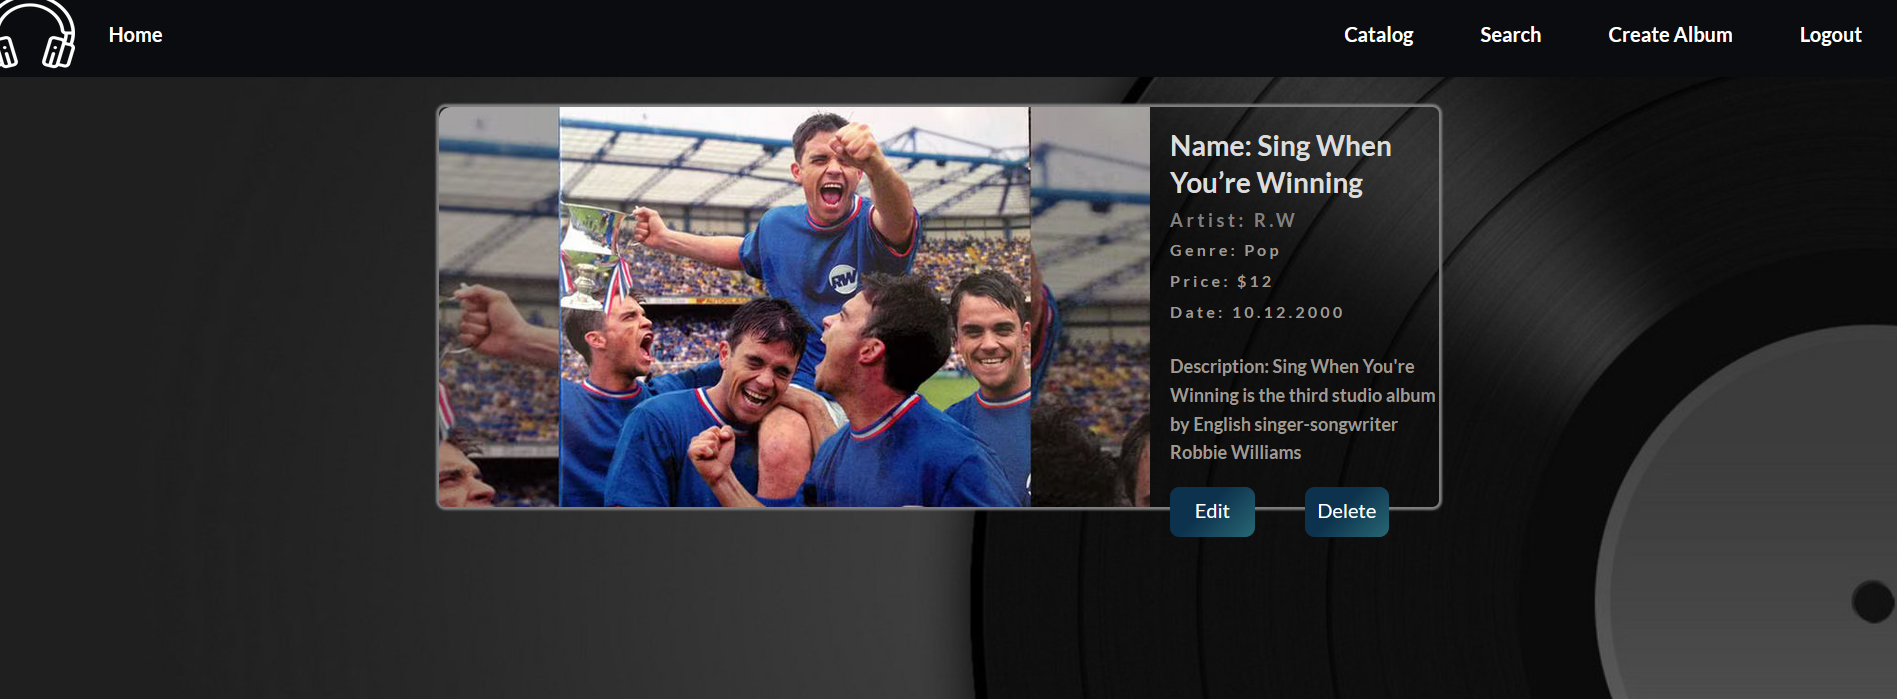 Home
Catalog
Search
Create Album
Logout
RW
Name: Sing When
You’re Winning
Artist: R.W
Genre: Pop
Price: $12
Date: 10.12.2000
Description: Sing When You're
Winning is the third studio album
by English singer-songwriter
Robbie Williams
Edit
Delete